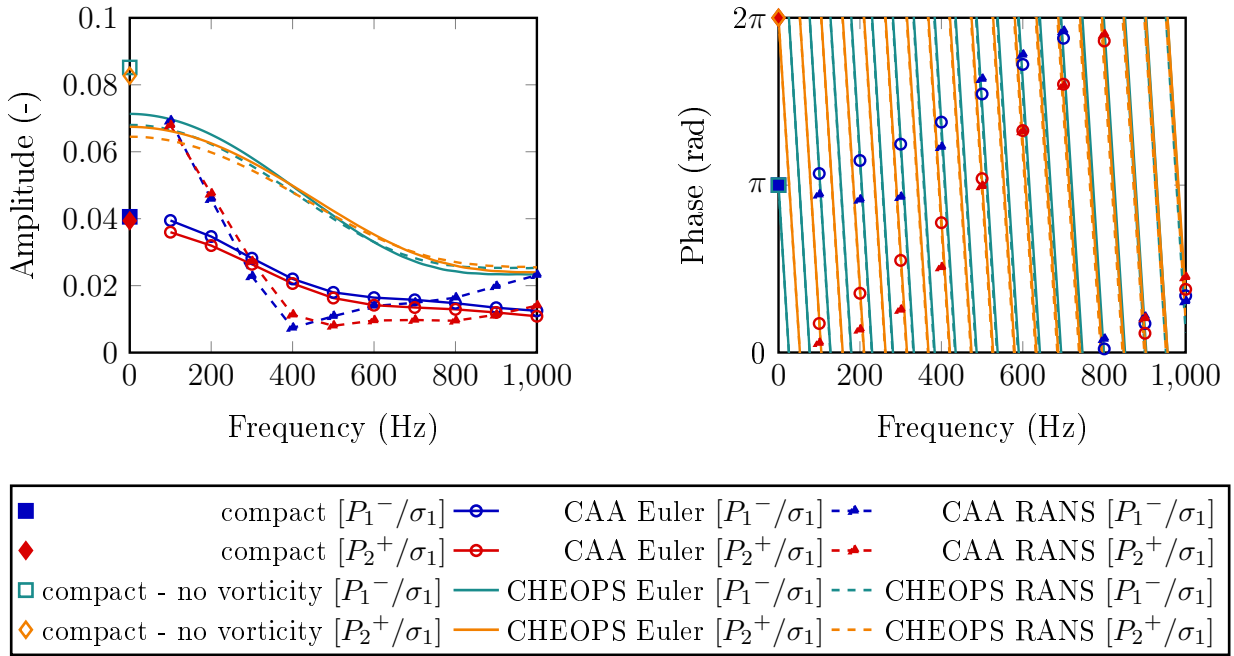 0.1
0.08
0.06
0.04
0.02
0
0 200 400 600 800 1,000
Amplitude (-)
Frequency (Hz)
2π
π
0
0 200 400 600 800 1,000
Phase (rad)
Frequency (Hz)
compact [P₁⁻/σ₁] CAA Euler [P₁⁻/σ₁] CAA RANS [P₁⁻/σ₁]
compact [P₂⁺/σ₁] CAA Euler [P₂⁺/σ₁] CAA RANS [P₂⁺/σ₁]
compact - no vorticity [P₁⁻/σ₁] CHEOPS Euler [P₁⁻/σ₁] CHEOPS RANS [P₁⁻/σ₁]
compact - no vorticity [P₂⁺/σ₁] CHEOPS Euler [P₂⁺/σ₁] CHEOPS RANS [P₂⁺/σ₁]